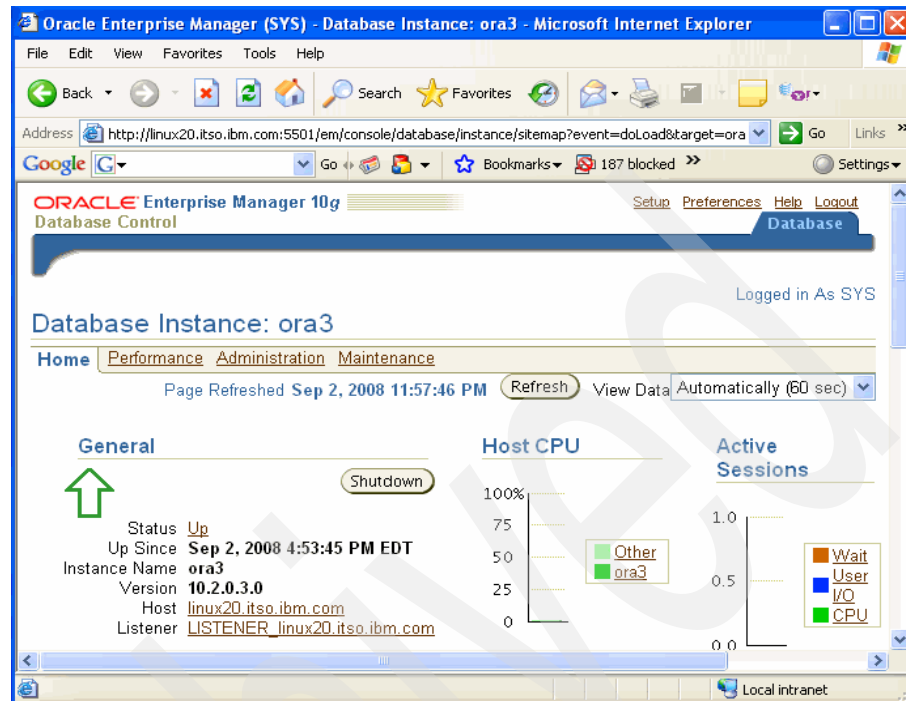 Oracle Enterprise Manager (SYS) - Database Instance: ora3 - Microsoft Internet Explorer
File Edit View Favorites Tools Help
Back Search Favorites
Address http://linux20.itso.ibm.com:5501/em/console/database/instance/sitemap?event=doLoad&target=ora Go Links »
Google G Go Bookmarks 187 blocked » Settings
ORACLE Enterprise Manager 10g Setup Preferences Help Logout
Database Control Database
Logged in As SYS
Database Instance: ora3
Home Performance Administration Maintenance
Page Refreshed Sep 2, 2008 11:57:46 PM Refresh View Data Automatically (60 sec)
General
Shutdown
Status Up
Up Since Sep 2, 2008 4:53:45 PM EDT
Instance Name ora3
Version 10.2.0.3.0
Host linux20.itso.ibm.com
Listener LISTENER_linux20.itso.ibm.com
Host CPU
100%
75
50
25
0
Other
ora3
Active
Sessions
1.0
0.5
0.0
Wait
User
I/O
CPU
Local intranet